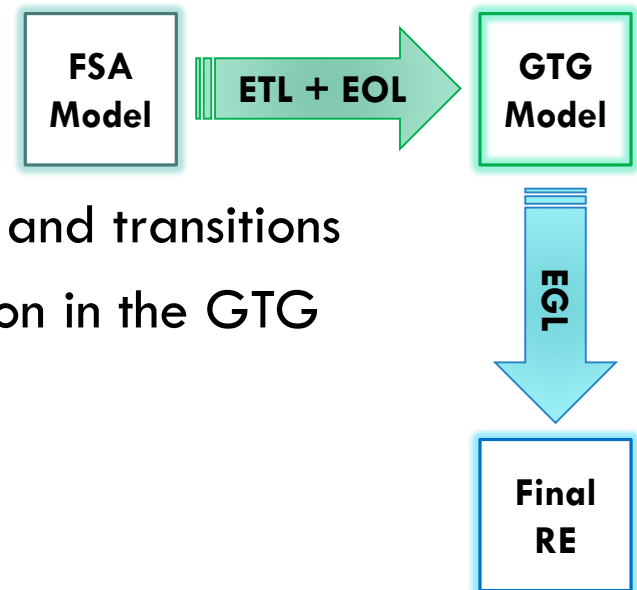 FSA
Model
ETL + EOL
GTG
Model
and transitions
on in the GTG
EGL
Final
RE